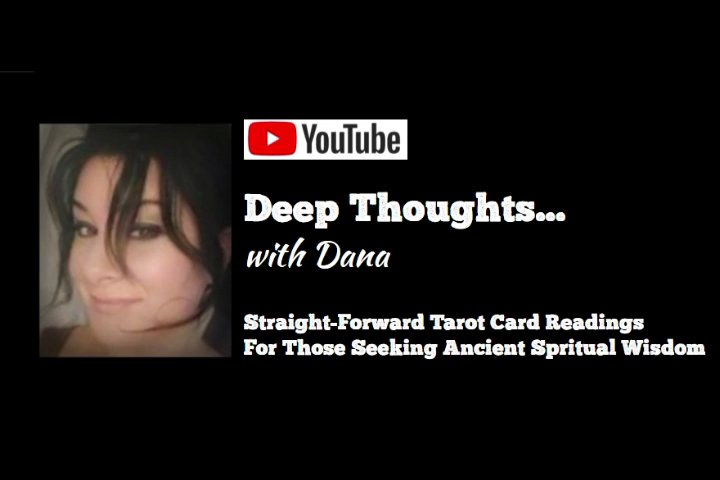 YouTube
Deep Thoughts...
with Dana
Straight-Forward Tarot Card Readings
For Those Seeking Ancient Spritual Wisdom